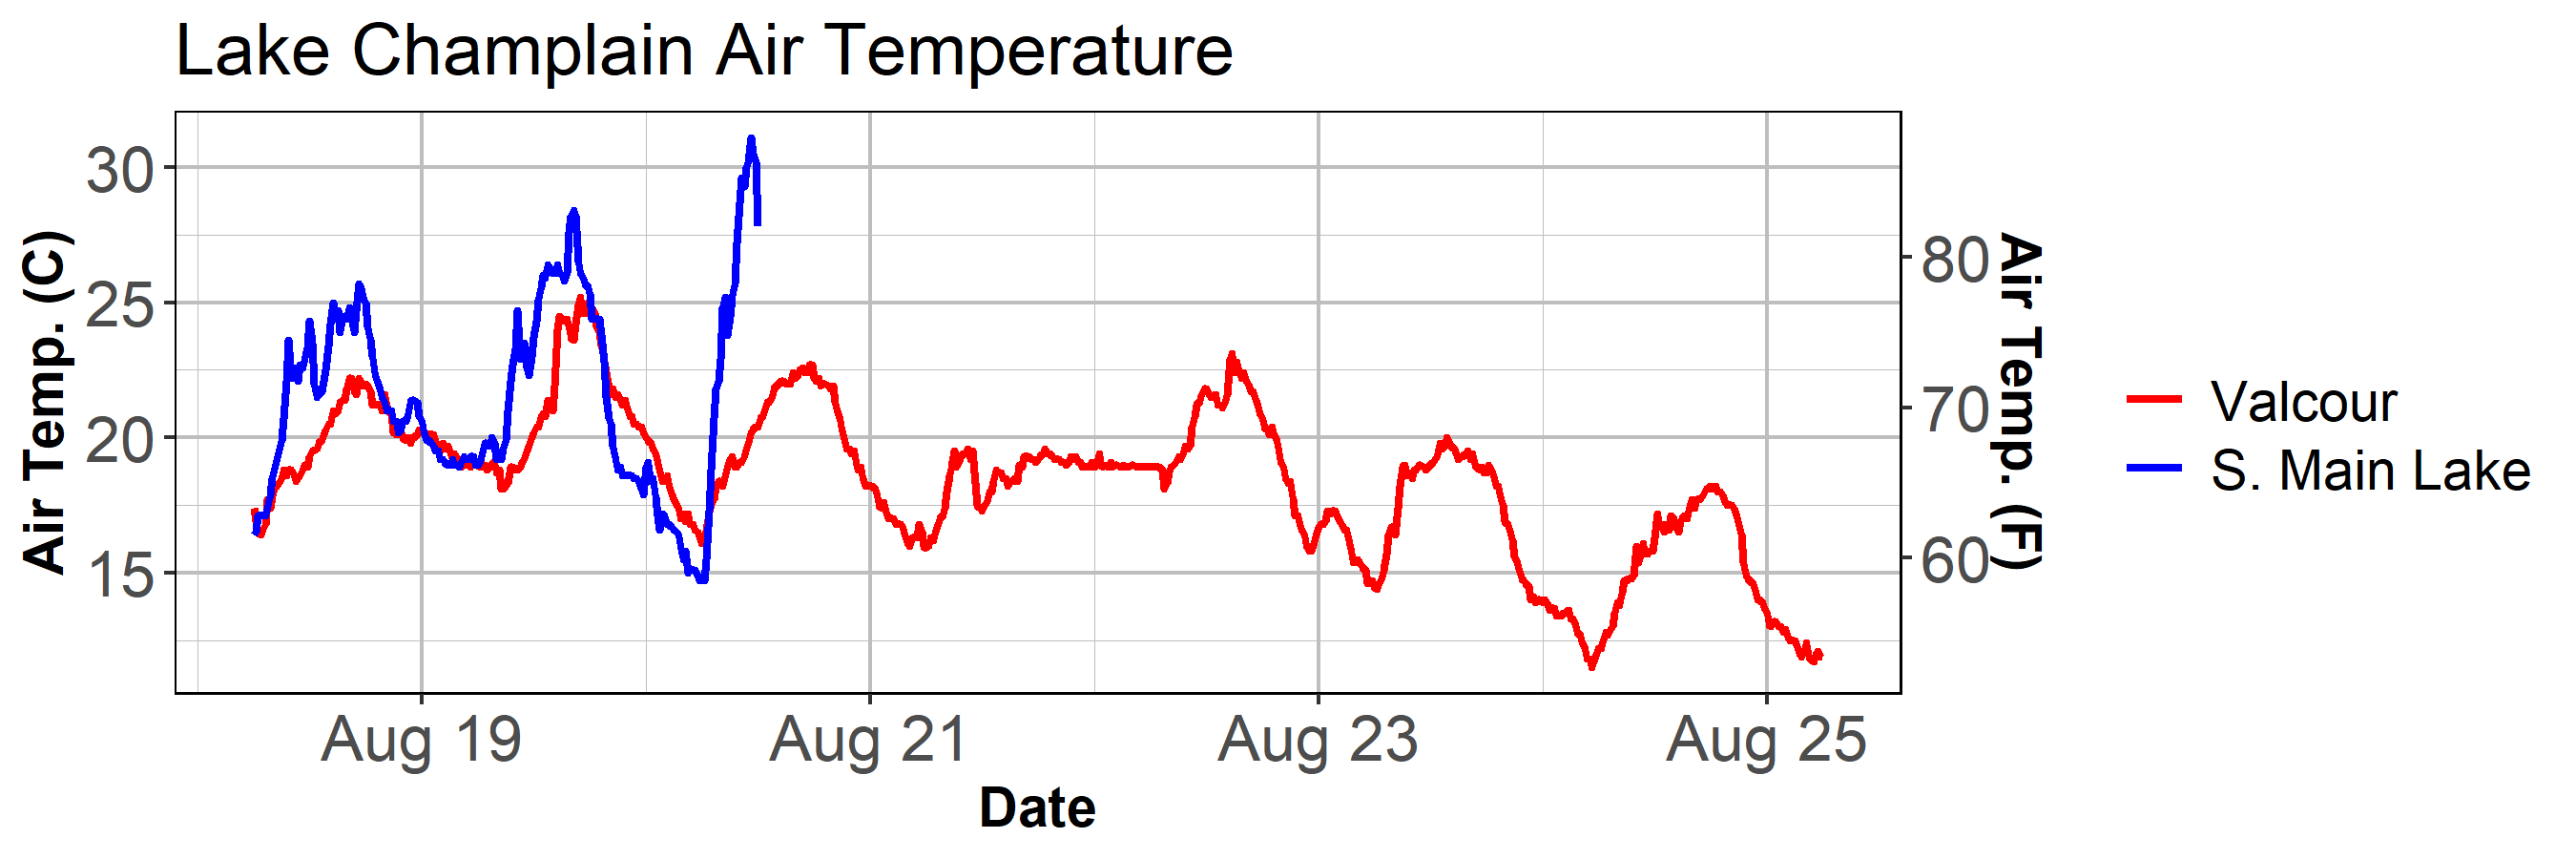 Lake Champlain Air Temperature
Air Temp. (C)
30
25
20
15
80
70
60
Air Temp. (F)
Aug 19
Aug 21
Aug 23
Aug 25
Date
Valcour
S. Main Lake